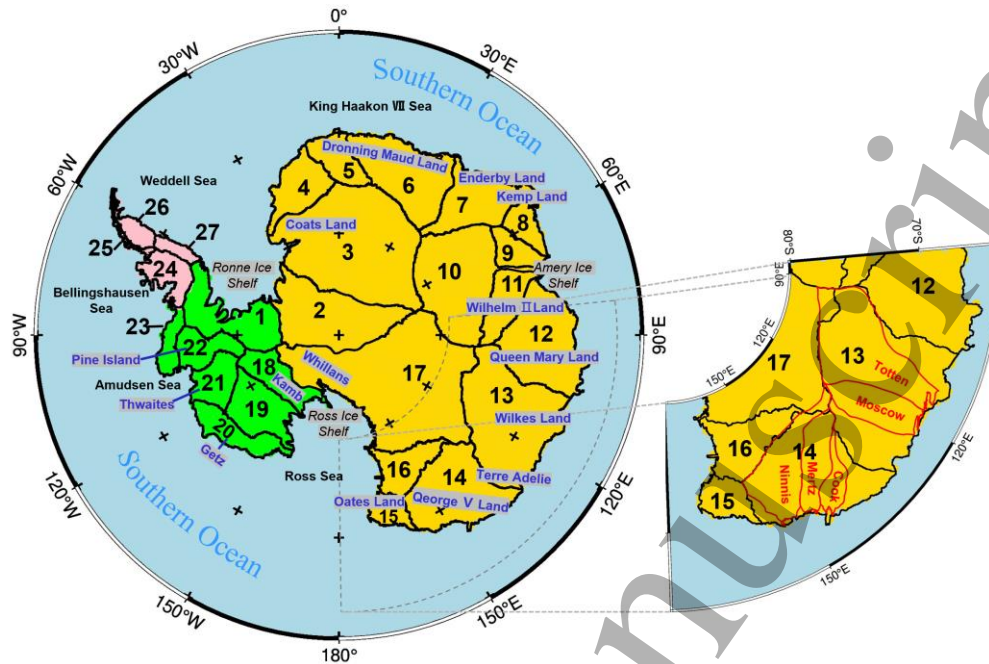 0°
30°W
30°E
Southern Ocean
King Haakon Ⅶ Sea
60°W
60°E
Weddell Sea
Dronning Maud Land
Enderby Land
Kemp Land
4
5
6
7
8
26
25
27
24
Coats Land
3
9
10
Ronne Ice
Shelf
Amery Ice
Shelf
11
Bellingshausen
Sea
1
2
Wilhelm Ⅱ Land
12
23
22
90°W
90°E
Pine Island
Whillans
17
Queen Mary Land
Amudsen Sea
18
Kamb
21
19
13
Thwaites
Ross Ice
Shelf
Wilkes Land
20
Getz
Ross Sea
16
14
Terre Adelie
Oates Land
Qeorge V Land
15
Southern Ocean
120°W
120°E
150°W
150°E
180°
80°S
70°S
90°E
120°E
150°E
12
13
17
Totten
Moscow
16
14
Ninnis
Mertz
Cook
15
120°E
150°E
nuscri